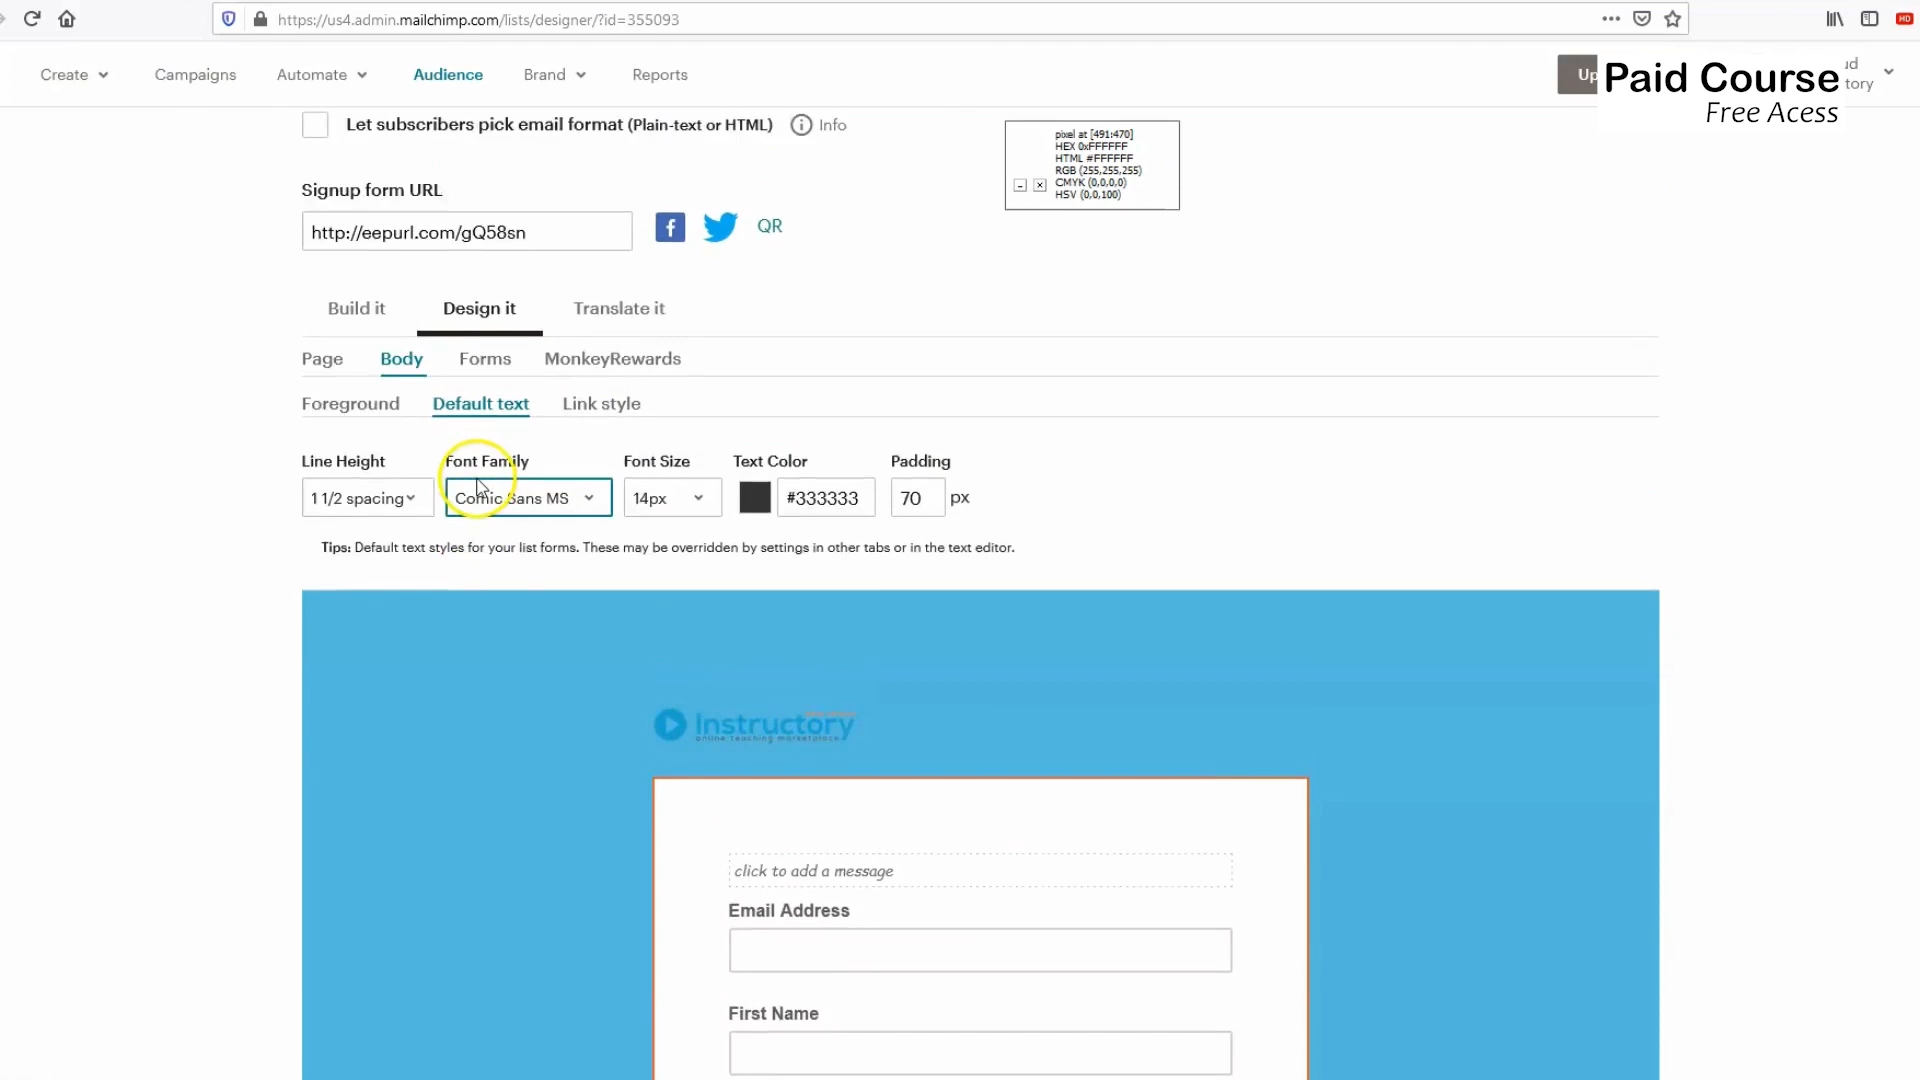 https://us4.admin.mailchimp.com/lists/designer/?id=355093
HD
Create
Campaigns
Automate
Audience
Brand
Reports
Up
ud
tory
Paid Course
Free Acess
Let subscribers pick email format (Plain-text or HTML)
Info
pixel at [491:470]
HEX 0xFFFFFF
HTML #FFFFFF
RGB (255,255,255)
CMYK (0,0,0,0)
HSV (0,0,100)
Signup form URL
http://eepurl.com/gQ58sn
QR
Build it
Design it
Translate it
Page
Body
Forms
MonkeyRewards
Foreground
Default text
Link style
Line Height
Font Family
Font Size
Text Color
Padding
1 1/2 spacing
Comic Sans MS
14px
#333333
70
px
Tips: Default text styles for your list forms. These may be overridden by settings in other tabs or in the text editor.
Instructory
online teaching marketplace
click to add a message
Email Address
First Name